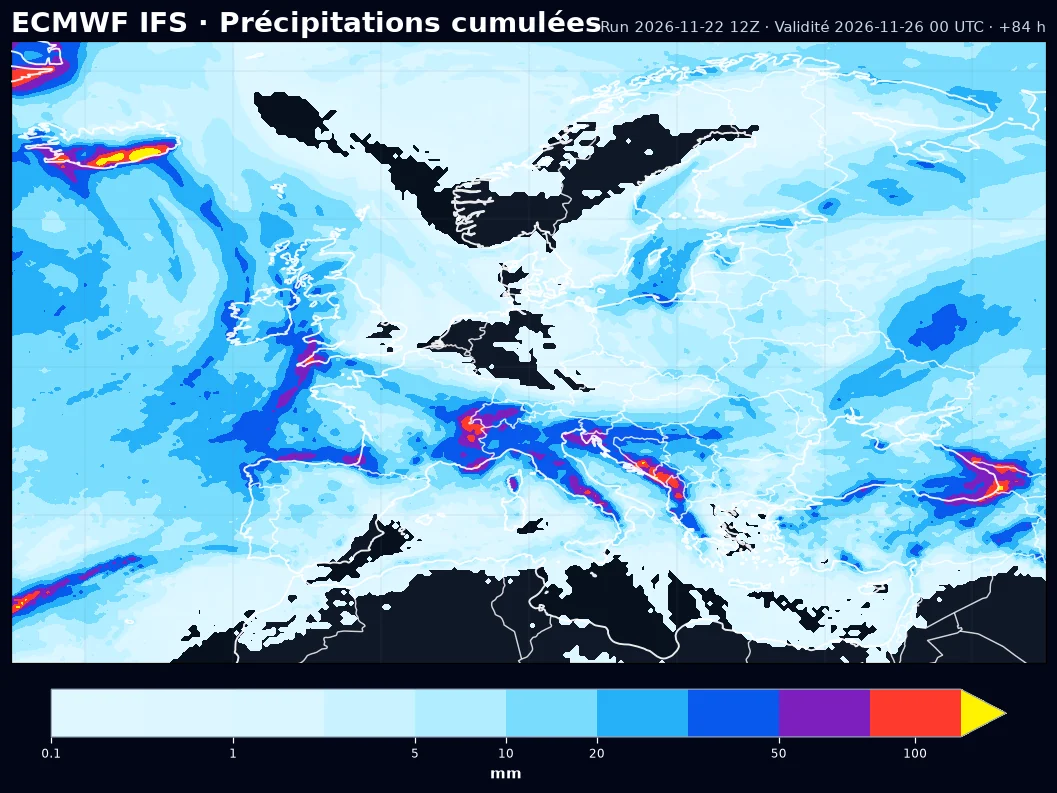 ECMWF IFS · Précipitations cumulées
Run 2026-11-22 12Z · Validité 2026-11-26 00 UTC · +84 h
0.1 1 5 10 20 50 100
mm